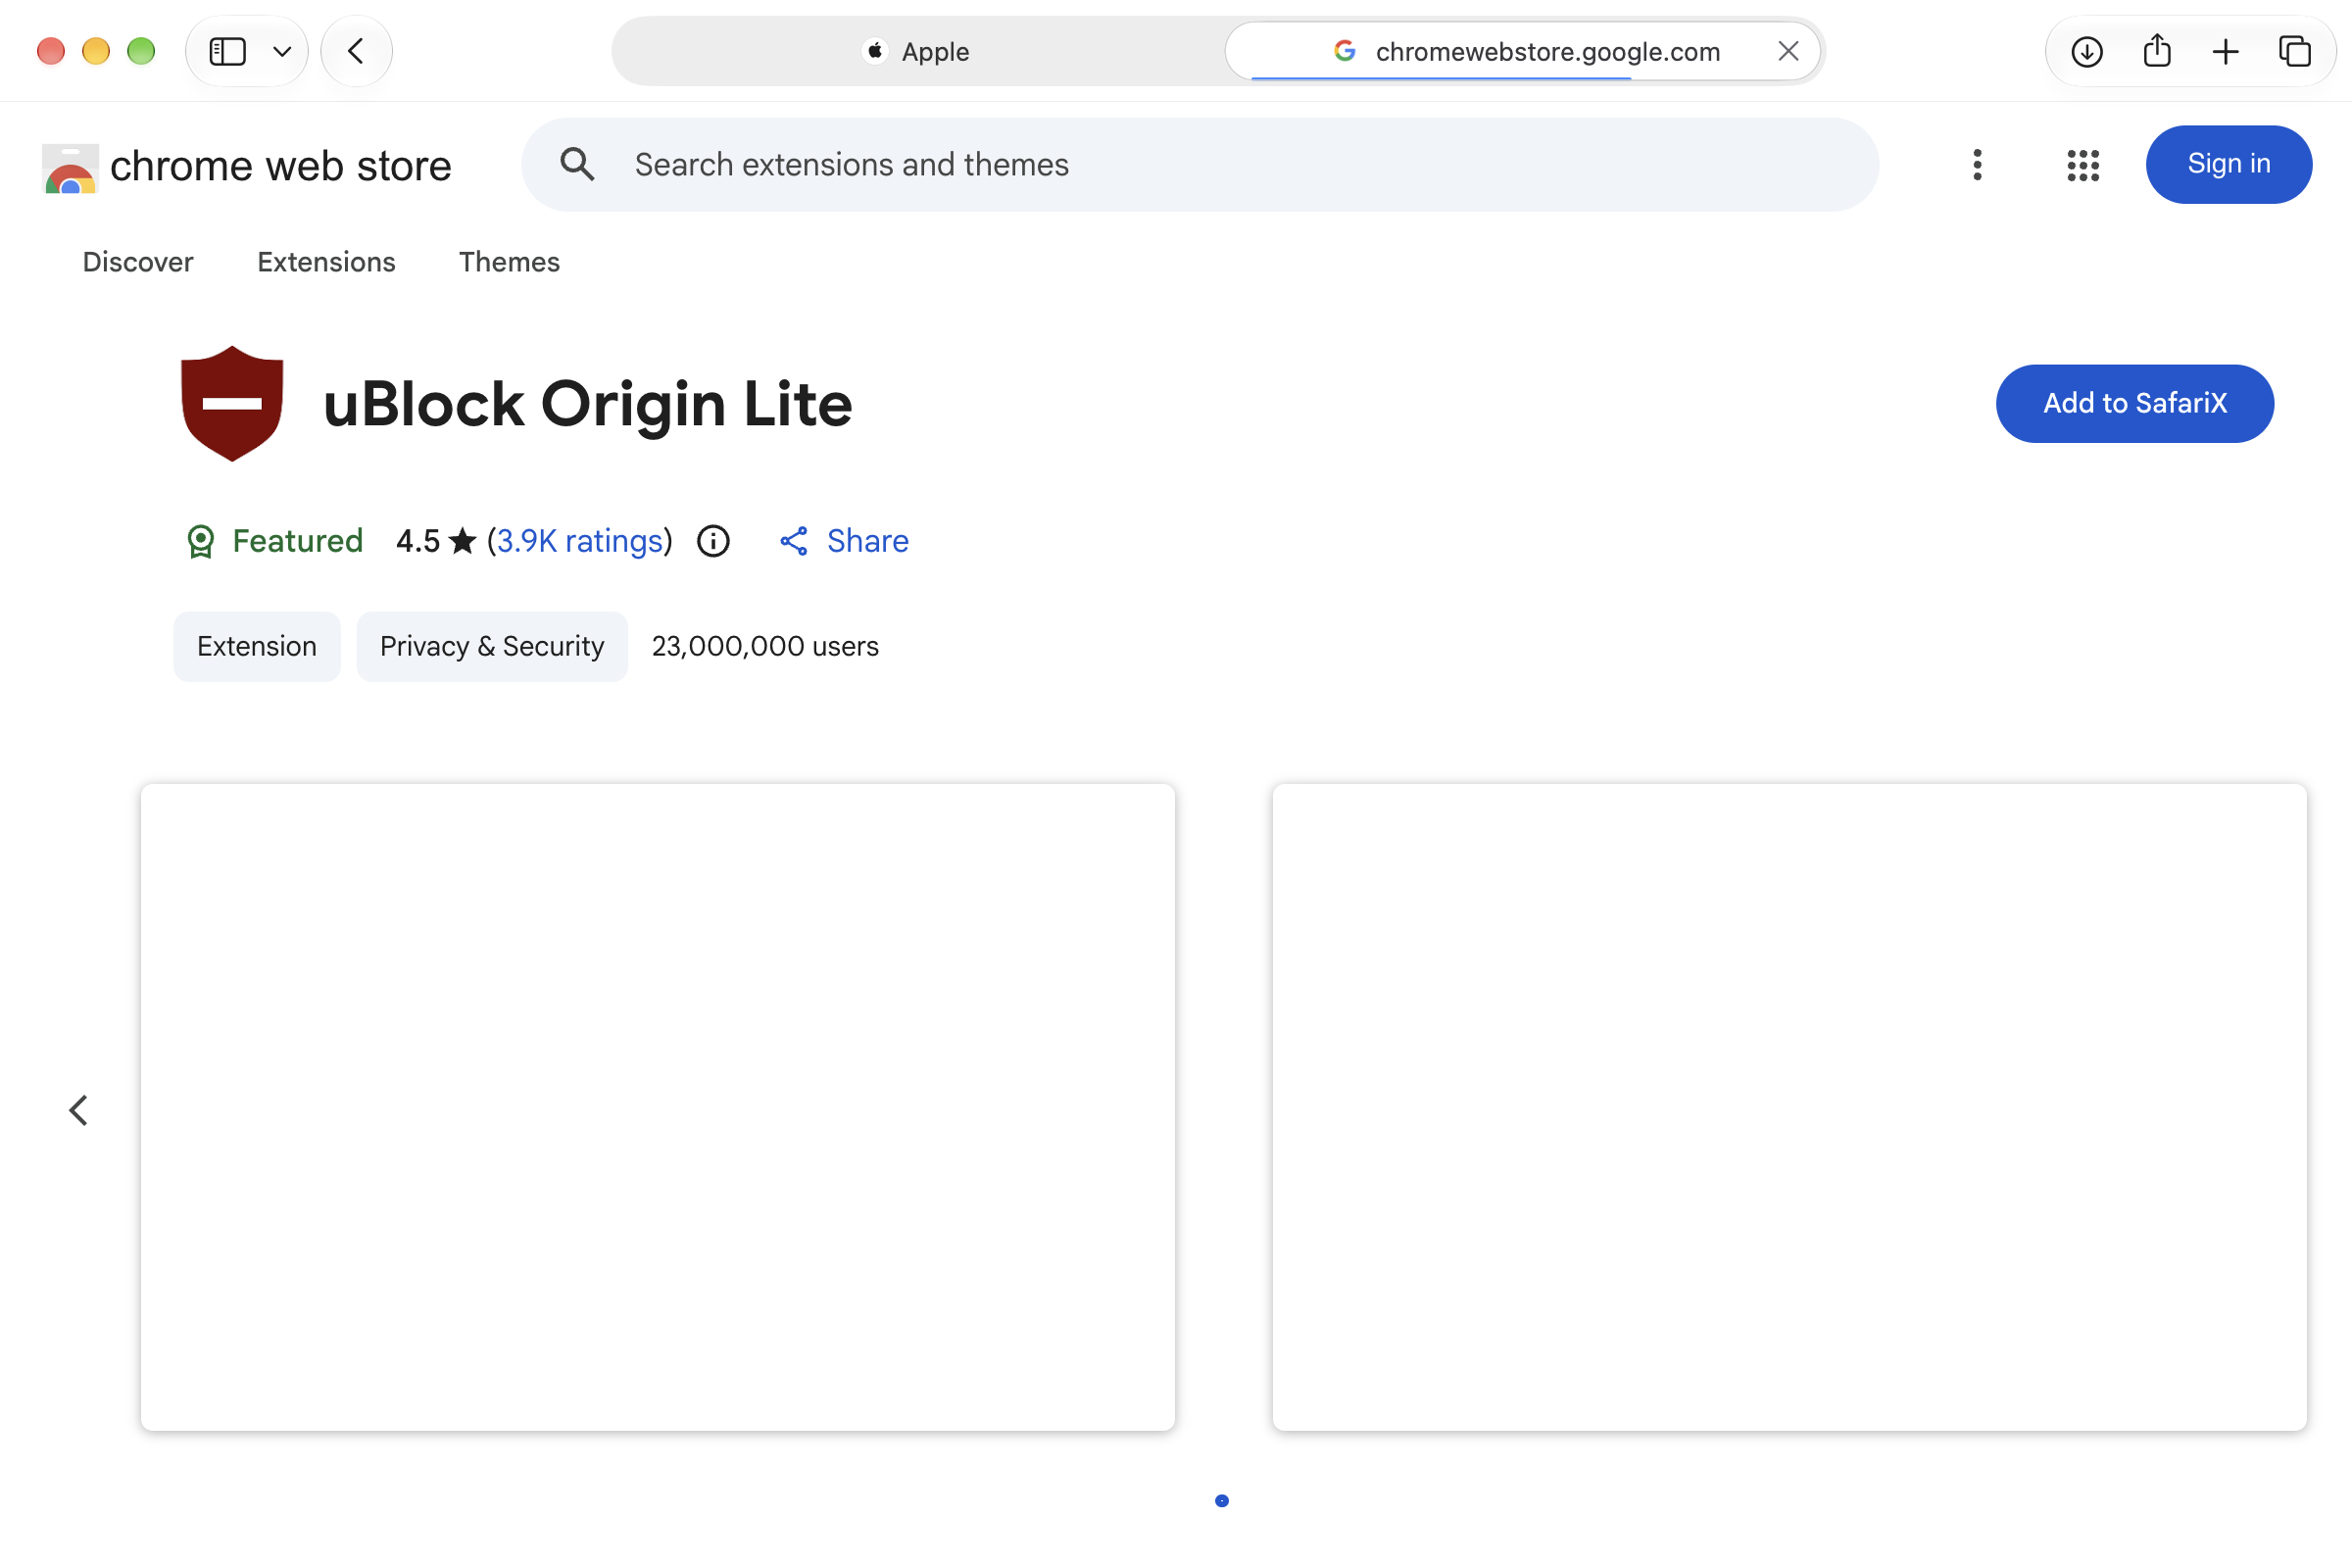 Apple
chromewebstore.google.com
chrome web store
Search extensions and themes
Sign in
Discover
Extensions
Themes
uBlock Origin Lite
Add to SafariX
Featured
4.5 ★ (3.9K ratings)
Share
Extension
Privacy & Security
23,000,000 users